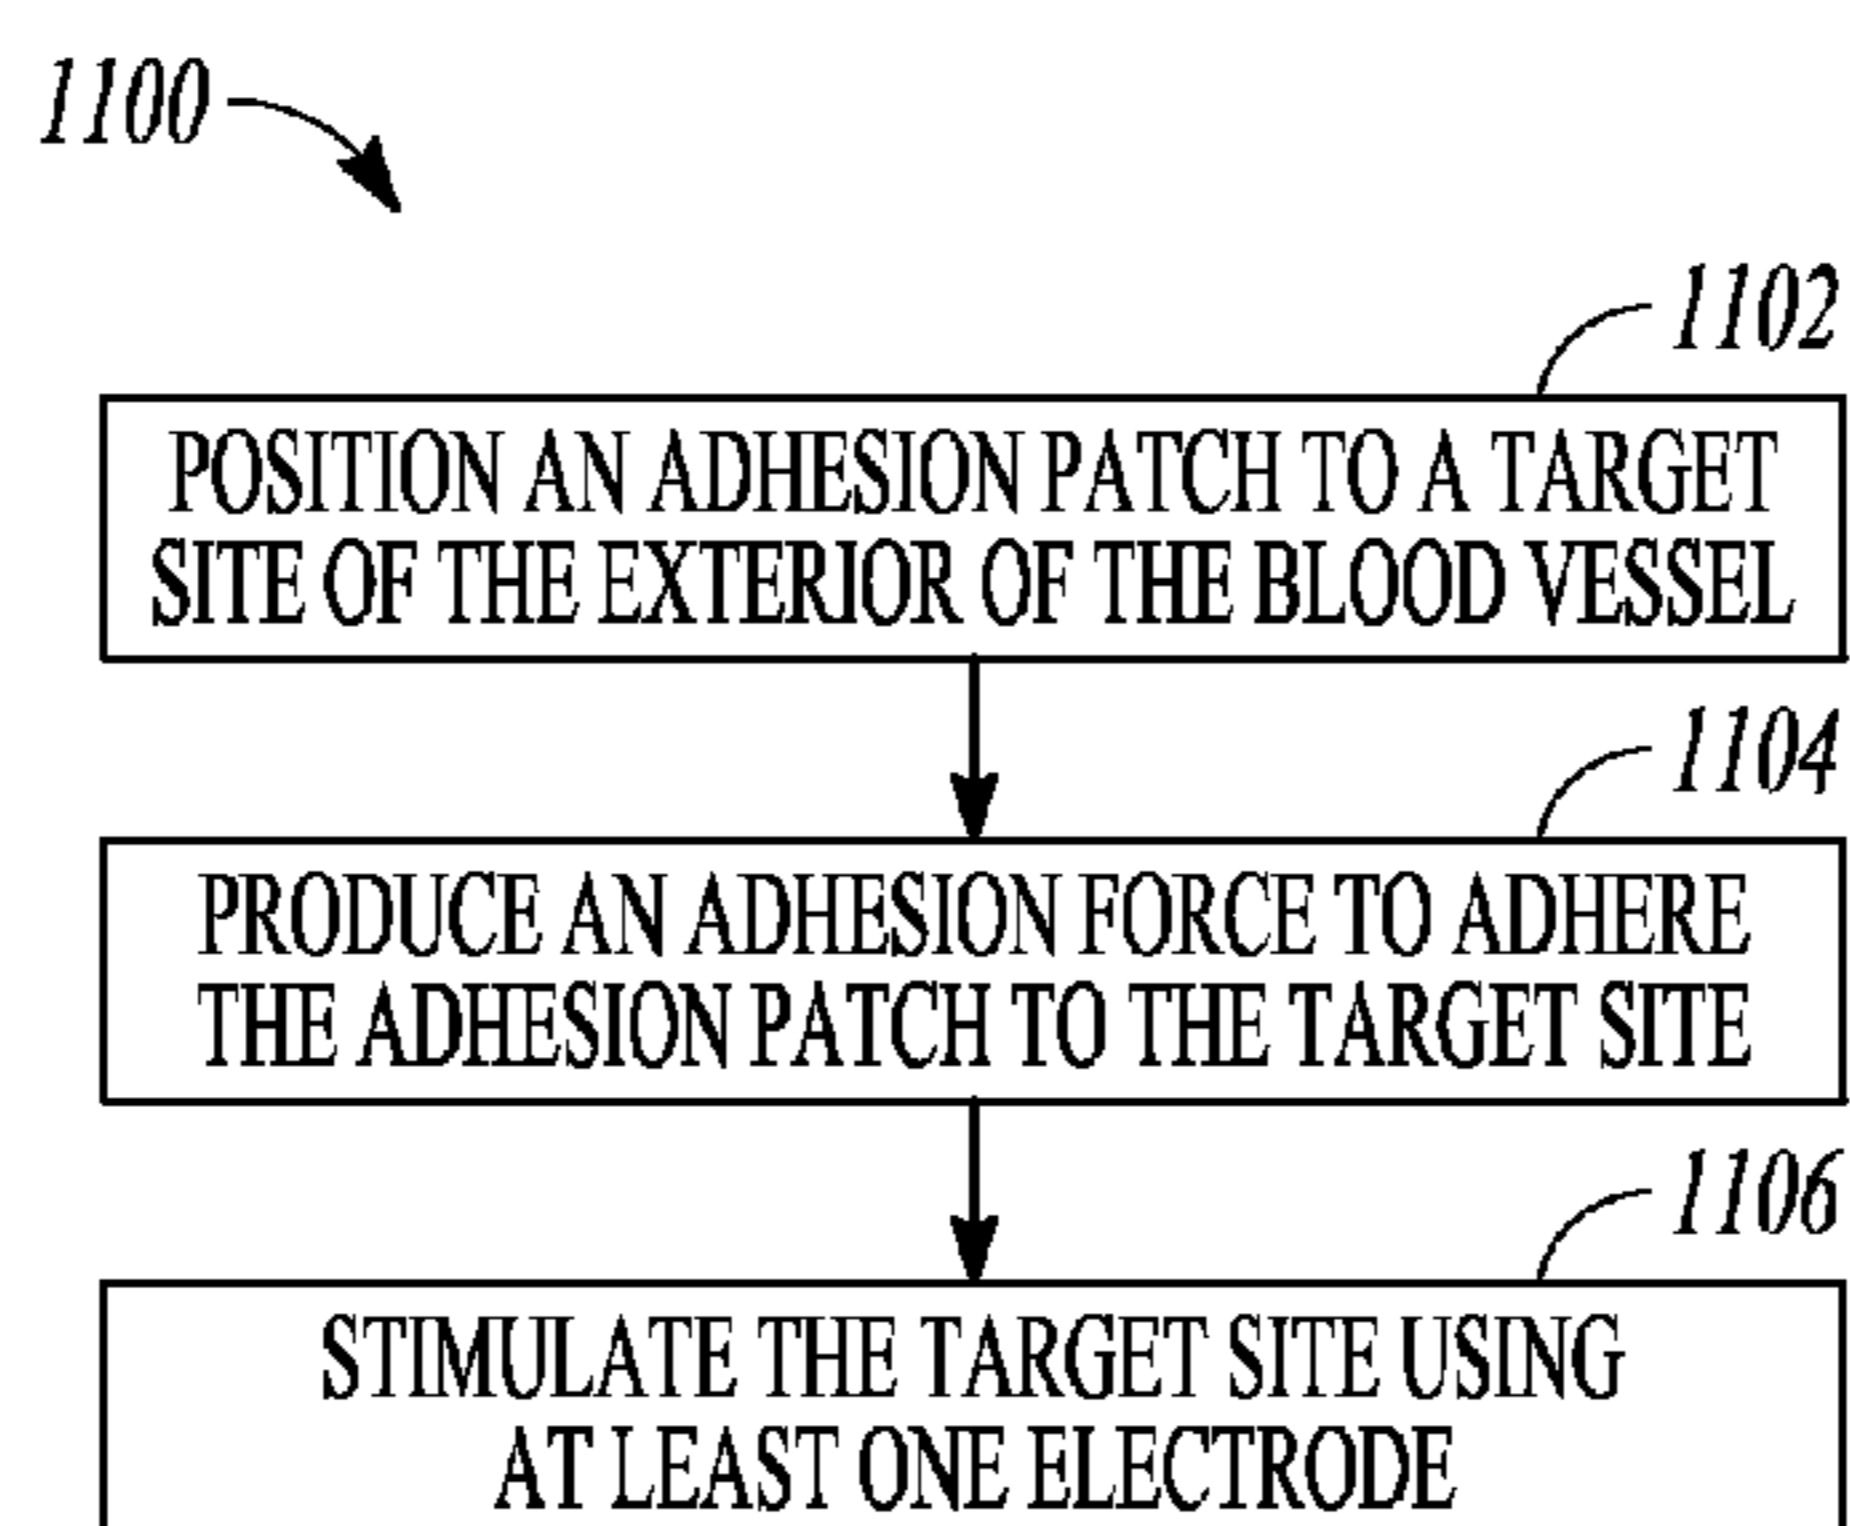 1100
1102
POSITION AN ADHESION PATCH TO A TARGET
SITE OF THE EXTERIOR OF THE BLOOD VESSEL
1104
PRODUCE AN ADHESION FORCE TO ADHERE
THE ADHESION PATCH TO THE TARGET SITE
1106
STIMULATE THE TARGET SITE USING
AT LEAST ONE ELECTRODE